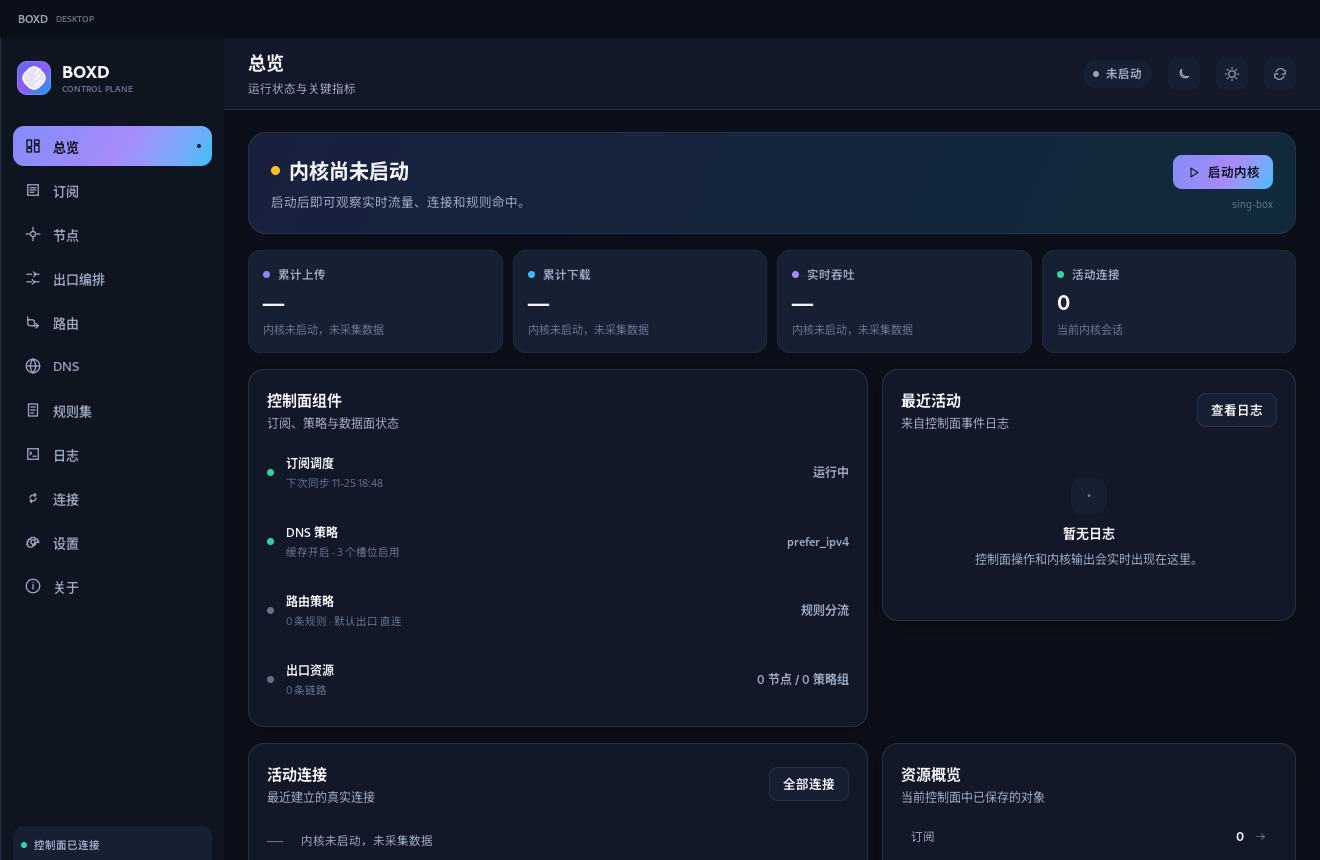 BOXD DESKTOP
BOXD
CONTROL PLANE
总览
订阅
节点
出口编排
路由
DNS
规则集
日志
连接
设置
关于
控制面已连接
总览
运行状态与关键指标
未启动
内核尚未启动
启动后即可观察实时流量、连接和规则命中。
启动内核
sing-box
累计上传
—
内核未启动，未采集数据
累计下载
—
内核未启动，未采集数据
实时吞吐
—
内核未启动，未采集数据
活动连接
0
当前内核会话
控制面组件
订阅、策略与数据面状态
订阅调度
下次同步 11-25 18:48
运行中
DNS 策略
缓存开启 · 3 个槽位启用
prefer_ipv4
路由策略
0 条规则 · 默认出口 直连
规则分流
出口资源
0 条链路
0 节点 / 0 策略组
最近活动
来自控制面事件日志
查看日志
暂无日志
控制面操作和内核输出会实时出现在这里。
活动连接
最近建立的真实连接
全部连接
— 内核未启动，未采集数据
资源概览
当前控制面中已保存的对象
订阅 0 →